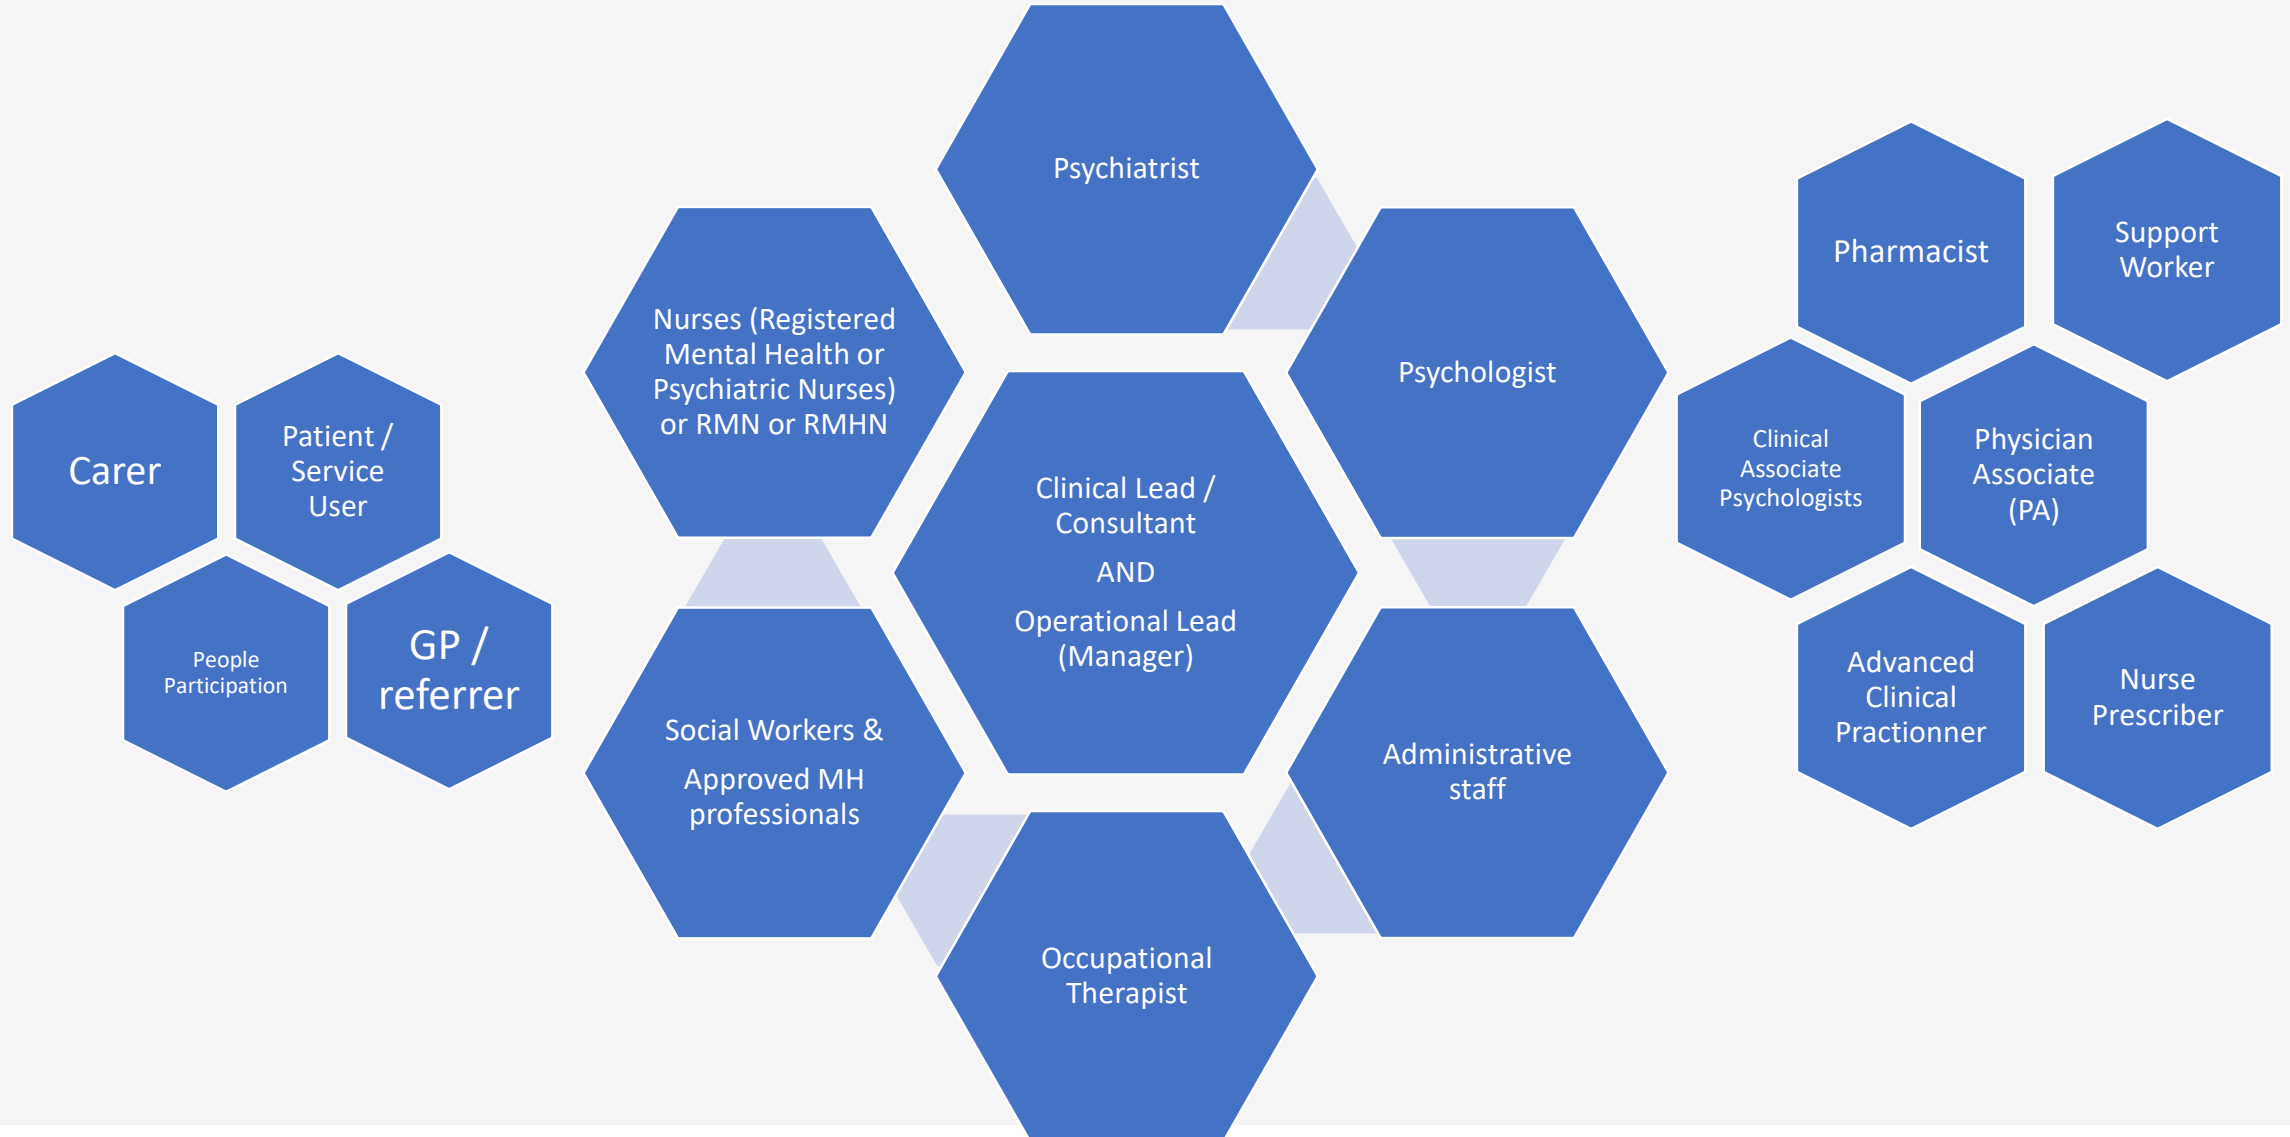 Carer
Patient /
Service
User
People
Participation
GP /
referrer
Psychiatrist
Nurses (Registered
Mental Health or
Psychiatric Nurses)
or RMN or RMHN
Psychologist
Clinical Lead /
Consultant
AND
Operational Lead
(Manager)
Social Workers &
Approved MH
professionals
Administrative
staff
Occupational
Therapist
Pharmacist
Support
Worker
Clinical
Associate
Psychologists
Physician
Associate
(PA)
Advanced
Clinical
Practionner
Nurse
Prescriber